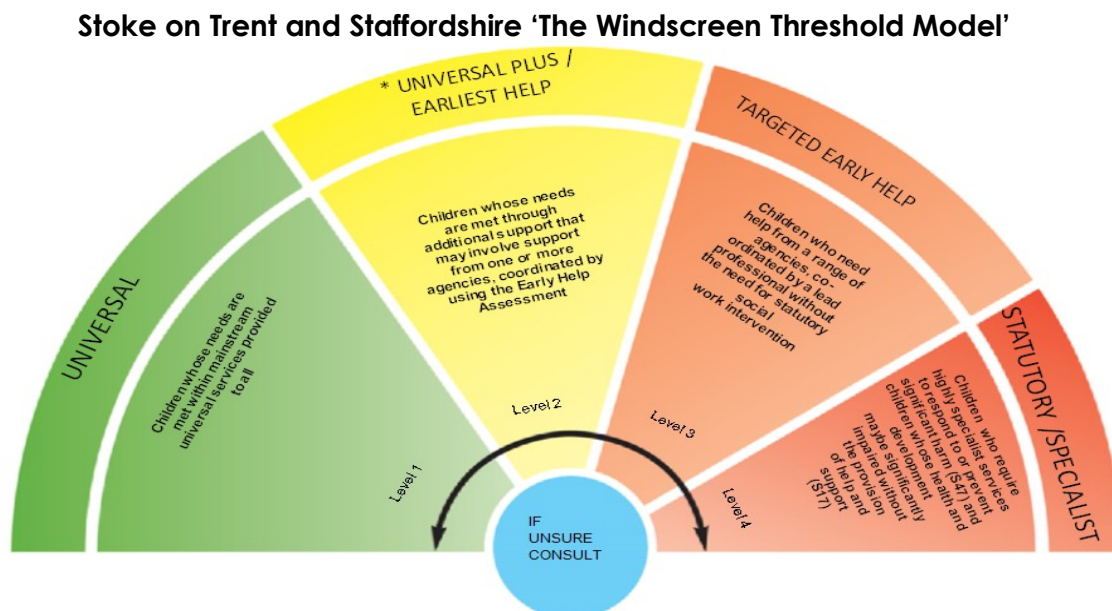 Stoke on Trent and Staffordshire ‘The Windscreen Threshold Model’
UNIVERSAL
Children whose needs are
met within mainstream
universal services provided
to all
Level 1
* UNIVERSAL PLUS /
EARLIEST HELP
Children whose needs
are met through
additional support that
may involve support
from one or more
agencies, coordinated by
using the Early Help
Assessment
Level 2
TARGETED EARLY HELP
Children who need
help from a range of
agencies, co-
ordinated by a lead
professional without
the need for statutory
social
work intervention
Level 3
STATUTORY /SPECIALIST
Children who require
highly specialist services
to respond to or prevent
significant harm (S47) and
children whose health and
development
maybe significantly
impaired without
the provision
of help and
support
(S17)
Level 4
IF
UNSURE
CONSULT